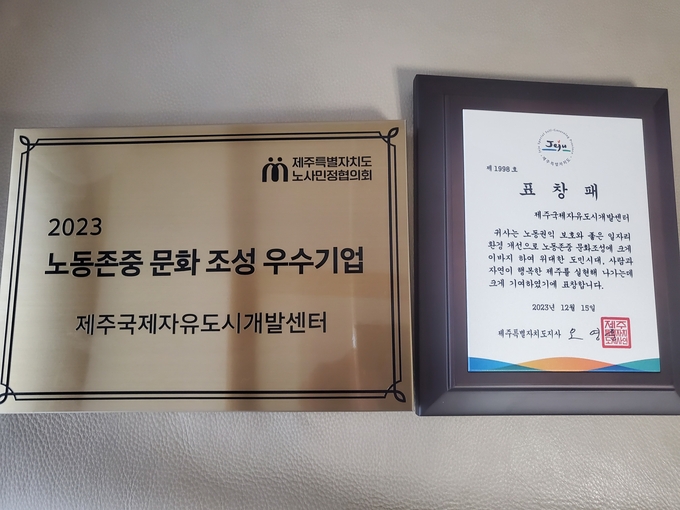 제주특별자치도
노사민정협의회
2023
노동존중 문화 조성 우수기업
제주국제자유도시개발센터
Jeju
제주특별자치도
제 1998 호
표 창 패
제주국제자유도시개발센터
귀사는 노동권익 보호와 좋은 일자리
환경 개선으로 노동존중 문화조성에 크게
이바지 하여 위대한 도민시대, 사람과
자연이 행복한 제주를 실현해 나가는데
크게 기여하였기에 표창합니다.
2023년 12월 15일
제주특별자치도지사 오 영